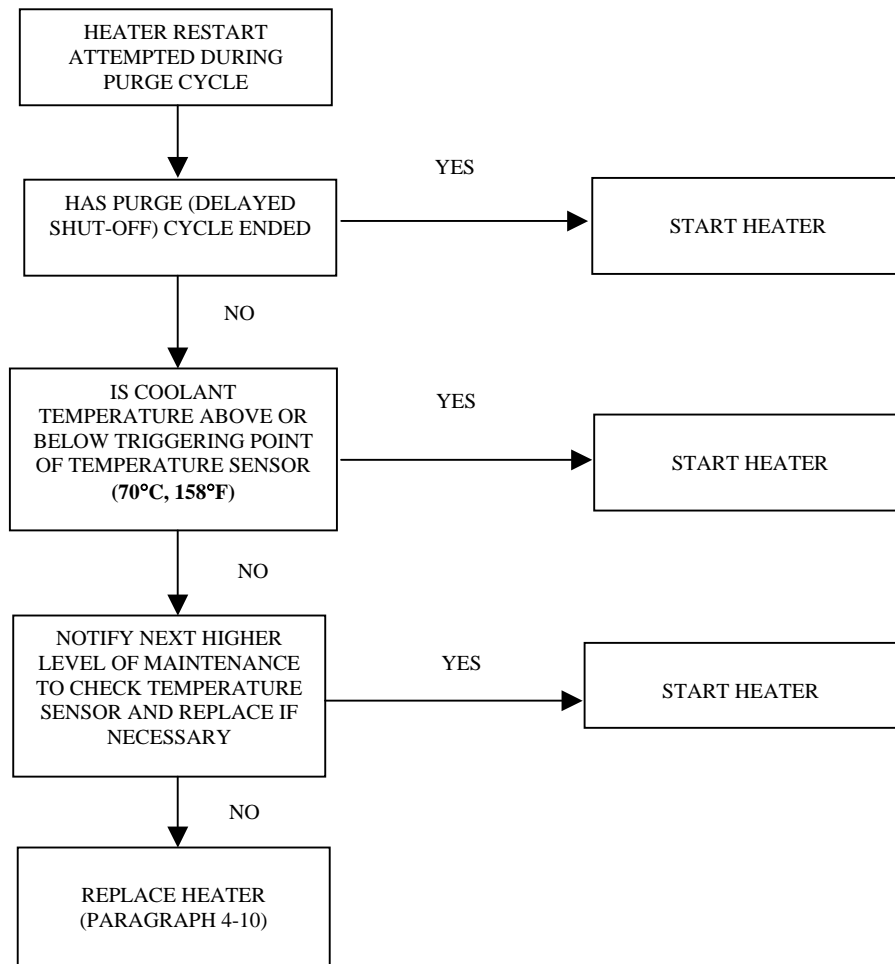 HEATER RESTART
ATTEMPTED DURING
PURGE CYCLE
YES
HAS PURGE (DELAYED
SHUT-OFF) CYCLE ENDED
START HEATER
NO
IS COOLANT
TEMPERATURE ABOVE OR
BELOW TRIGGERING POINT
OF TEMPERATURE SENSOR
(70°C, 158°F)
YES
START HEATER
NO
NOTIFY NEXT HIGHER
LEVEL OF MAINTENANCE
TO CHECK TEMPERATURE
SENSOR AND REPLACE IF
NECESSARY
YES
START HEATER
NO
REPLACE HEATER
(PARAGRAPH 4-10)